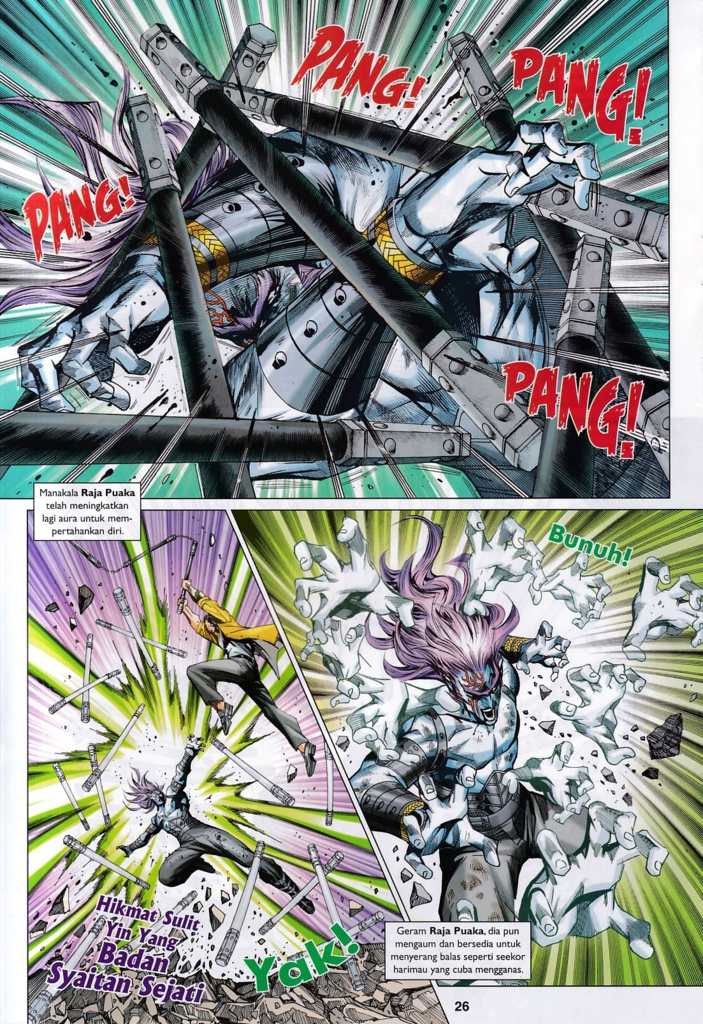 PANG!
PANG!
PANG!
PANG!
Manakala Raja Puaka
telah meningkatkan
lagi aura untuk mem-
pertahankan diri.
Bunuh!
Hikmat Sulit
Yin Yang
Badan
Syaitan Sejati
Yak!
Geram Raja Puaka, dia pun
mengaum dan bersedia untuk
menyerang balas seperti seekor
harimau yang cuba mengganas.
26